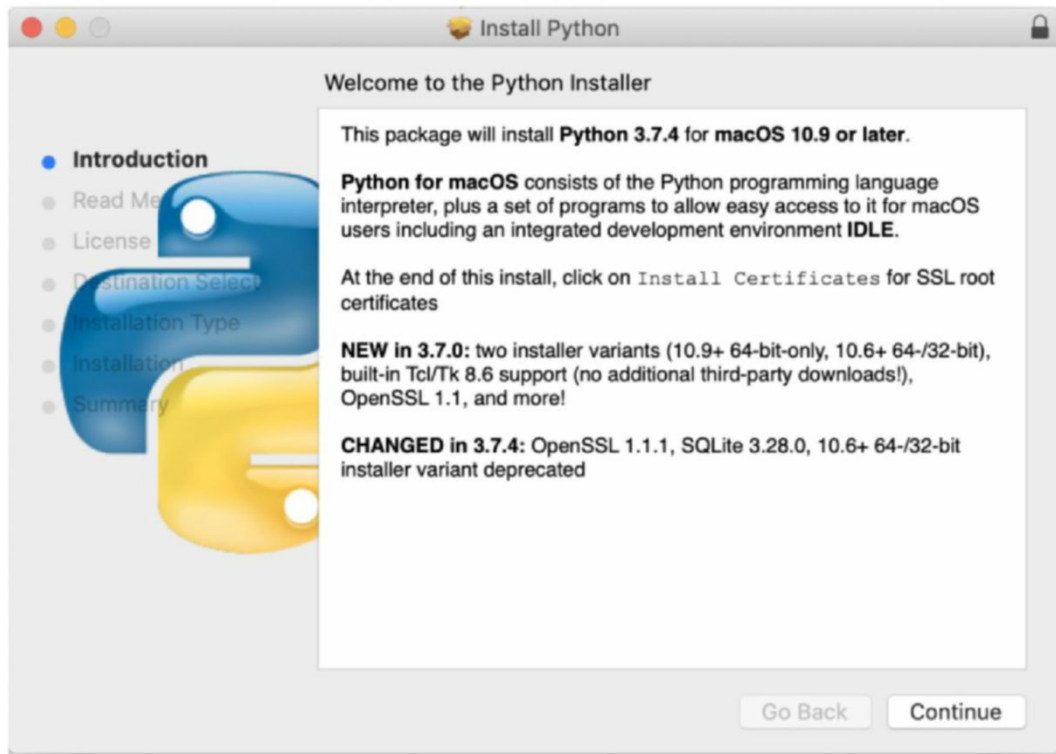 Install Python
Welcome to the Python Installer
Introduction
Read Me
License
Destination Select
Installation Type
Installation
Summary
This package will install Python 3.7.4 for macOS 10.9 or later.
Python for macOS consists of the Python programming language
interpreter, plus a set of programs to allow easy access to it for macOS
users including an integrated development environment IDLE.
At the end of this install, click on Install Certificates for SSL root
certificates
NEW in 3.7.0: two installer variants (10.9+ 64-bit-only, 10.6+ 64-/32-bit),
built-in Tcl/Tk 8.6 support (no additional third-party downloads!),
OpenSSL 1.1, and more!
CHANGED in 3.7.4: OpenSSL 1.1.1, SQLite 3.28.0, 10.6+ 64-/32-bit
installer variant deprecated
Go Back
Continue